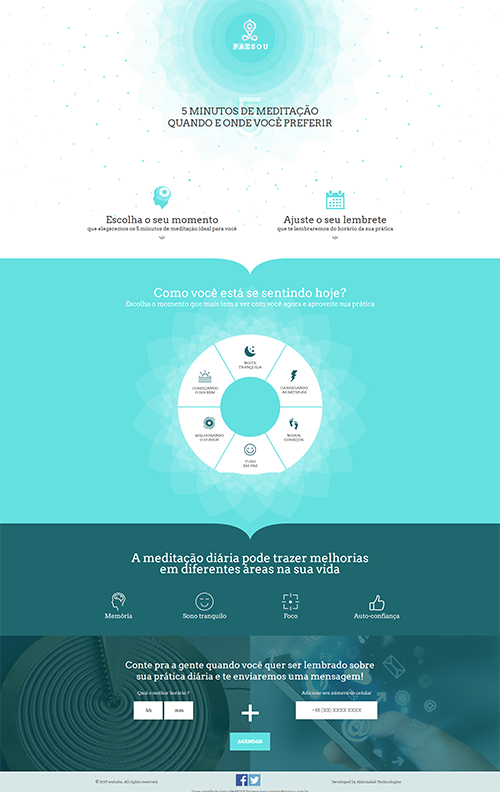 PAZSOU
5
5 MINUTOS DE MEDITAÇÃO
QUANDO E ONDE VOCÊ PREFERIR
Escolha o seu momento
que elegeremos os 5 minutos de meditação ideal para você
Ajuste o seu lembrete
que te lembraremos do horário da sua prática
Como você está se sentindo hoje?
Escolha o momento que mais tem a ver com você agora e aproveite sua prática
NOITE
TRANQUILA
COMEÇANDO
O DIA BEM
CARREGANDO
AS BATERIAS
MELHORANDO
O HUMOR
NOVOS
COMEÇOS
TUDO
EM PAZ
A meditação diária pode trazer melhorias
em diferentes áreas na sua vida
Memória
Sono tranquilo
Foco
Auto-confiança
Conte pra a gente quando você quer ser lembrado sobre
sua prática diária e te enviaremos uma mensagem!
Qual o melhor horário ?
Adicione seu número de celular
hh
mm
+55 (XX) XXXX XXXX
AGENDAR
© 2017 website. All rights reserved.
Developed by Alabmalab Technologies